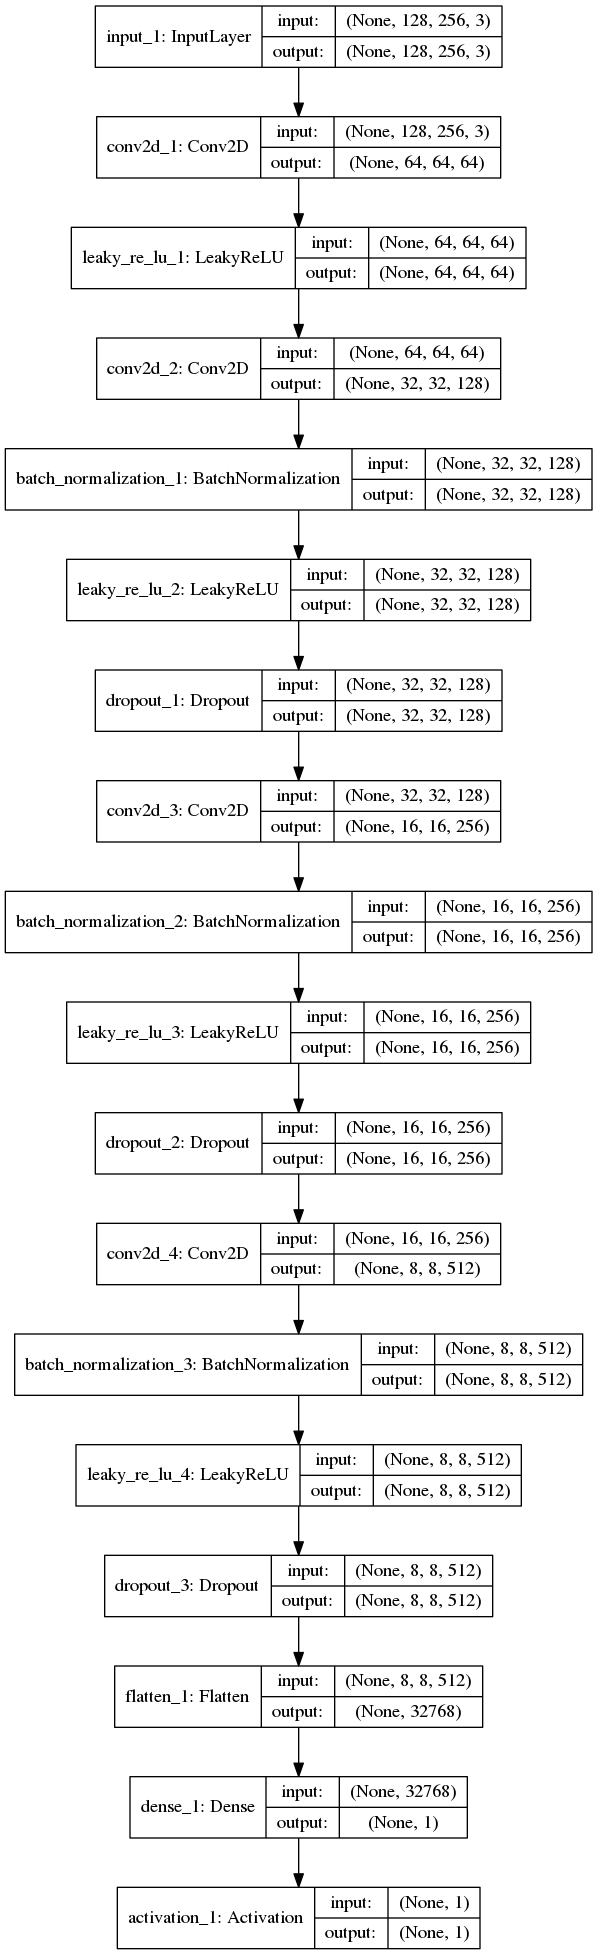 input_1: InputLayer
input: (None, 128, 256, 3)
output: (None, 128, 256, 3)
conv2d_1: Conv2D
input: (None, 128, 256, 3)
output: (None, 64, 64, 64)
leaky_re_lu_1: LeakyReLU
input: (None, 64, 64, 64)
output: (None, 64, 64, 64)
conv2d_2: Conv2D
input: (None, 64, 64, 64)
output: (None, 32, 32, 128)
batch_normalization_1: BatchNormalization
input: (None, 32, 32, 128)
output: (None, 32, 32, 128)
leaky_re_lu_2: LeakyReLU
input: (None, 32, 32, 128)
output: (None, 32, 32, 128)
dropout_1: Dropout
input: (None, 32, 32, 128)
output: (None, 32, 32, 128)
conv2d_3: Conv2D
input: (None, 32, 32, 128)
output: (None, 16, 16, 256)
batch_normalization_2: BatchNormalization
input: (None, 16, 16, 256)
output: (None, 16, 16, 256)
leaky_re_lu_3: LeakyReLU
input: (None, 16, 16, 256)
output: (None, 16, 16, 256)
dropout_2: Dropout
input: (None, 16, 16, 256)
output: (None, 16, 16, 256)
conv2d_4: Conv2D
input: (None, 16, 16, 256)
output: (None, 8, 8, 512)
batch_normalization_3: BatchNormalization
input: (None, 8, 8, 512)
output: (None, 8, 8, 512)
leaky_re_lu_4: LeakyReLU
input: (None, 8, 8, 512)
output: (None, 8, 8, 512)
dropout_3: Dropout
input: (None, 8, 8, 512)
output: (None, 8, 8, 512)
flatten_1: Flatten
input: (None, 8, 8, 512)
output: (None, 32768)
dense_1: Dense
input: (None, 32768)
output: (None, 1)
activation_1: Activation
input: (None, 1)
output: (None, 1)